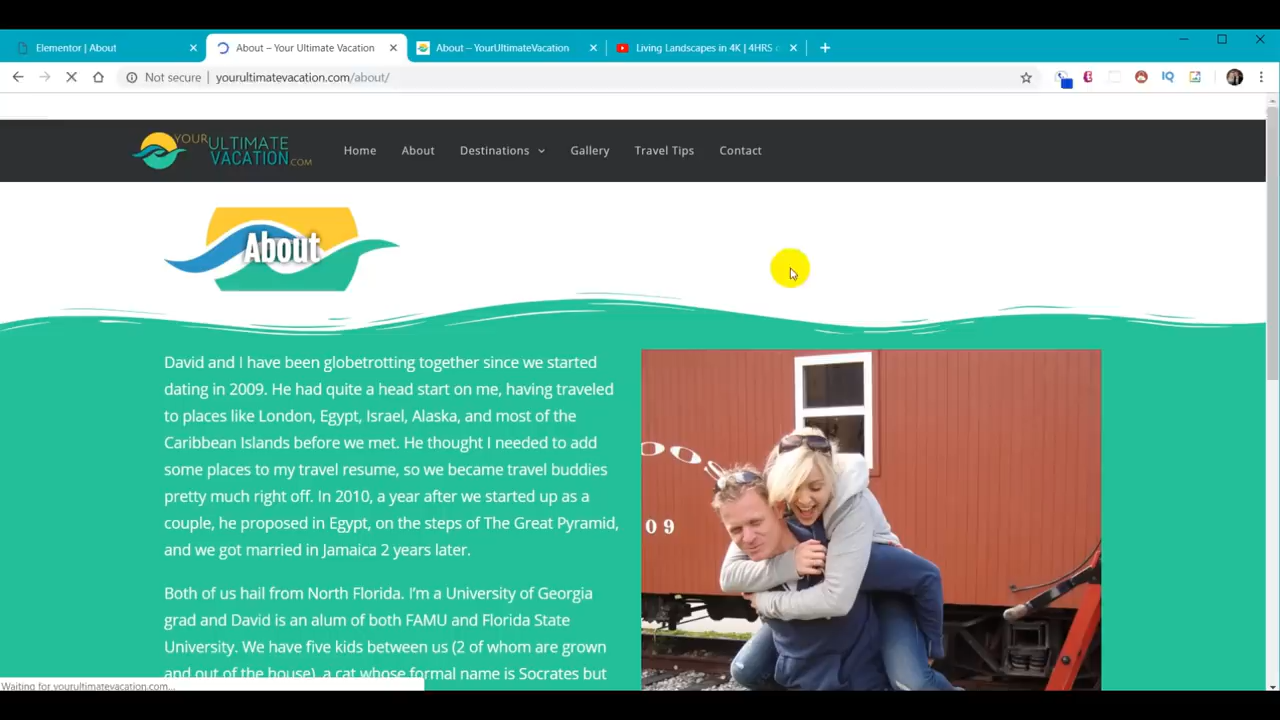 Elementor | About
About – Your Ultimate Vacation
About – YourUltimateVacation
Living Landscapes in 4K | 4HRS
Not secure | yourultimatevacation.com/about/
IQ
YOUR ULTIMATE VACATION.COM
Home About Destinations Gallery Travel Tips Contact
About
David and I have been globetrotting together since we started
dating in 2009. He had quite a head start on me, having traveled
to places like London, Egypt, Israel, Alaska, and most of the
Caribbean Islands before we met. He thought I needed to add
some places to my travel resume, so we became travel buddies
pretty much right off. In 2010, a year after we started up as a
couple, he proposed in Egypt, on the steps of The Great Pyramid,
and we got married in Jamaica 2 years later.
Both of us hail from North Florida. I'm a University of Georgia
grad and David is an alum of both FAMU and Florida State
University. We have five kids between us (2 of whom are grown
and out of the house), a cat whose formal name is Socrates but
09
Waiting for yourultimatevacation.com...